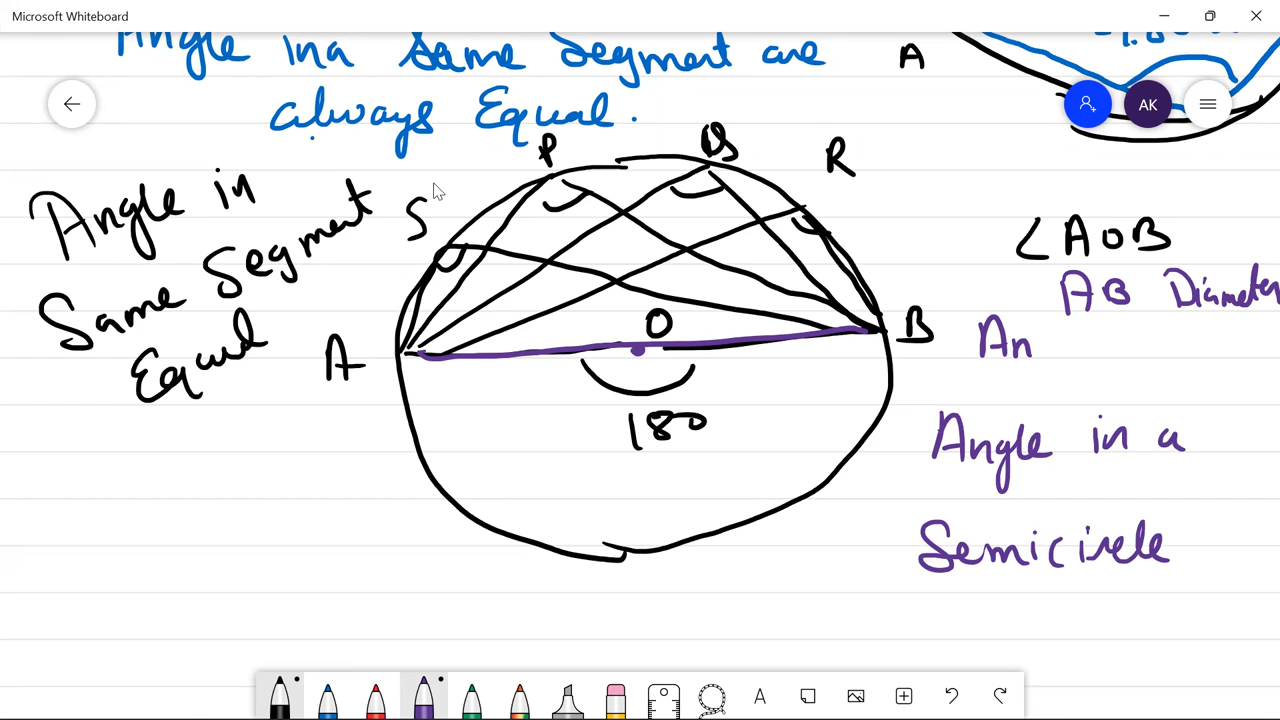 Microsoft Whiteboard
Angle in a Same Segment are
always Equal.
A
AK
P
Q
R
S
Angle in
Same Segment
Equal
A
O
B
180
<AOB
AB Diameter
An
Angle in a
Semicircle
A